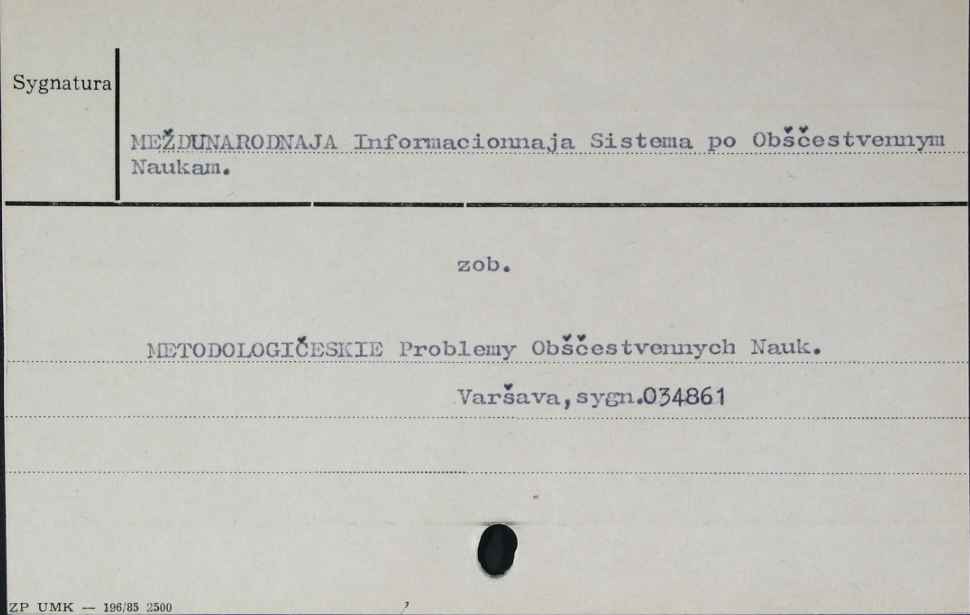 Sygnatura
MEŽDUNARODNAJA Informacionnaja Sistema po Obščestvennym
Naukam.
zob.
METODOLOGIČESKIE Problemy Obščestvennych Nauk.
Varšava,sygn.034861
ZP UMK — 196/85 2500